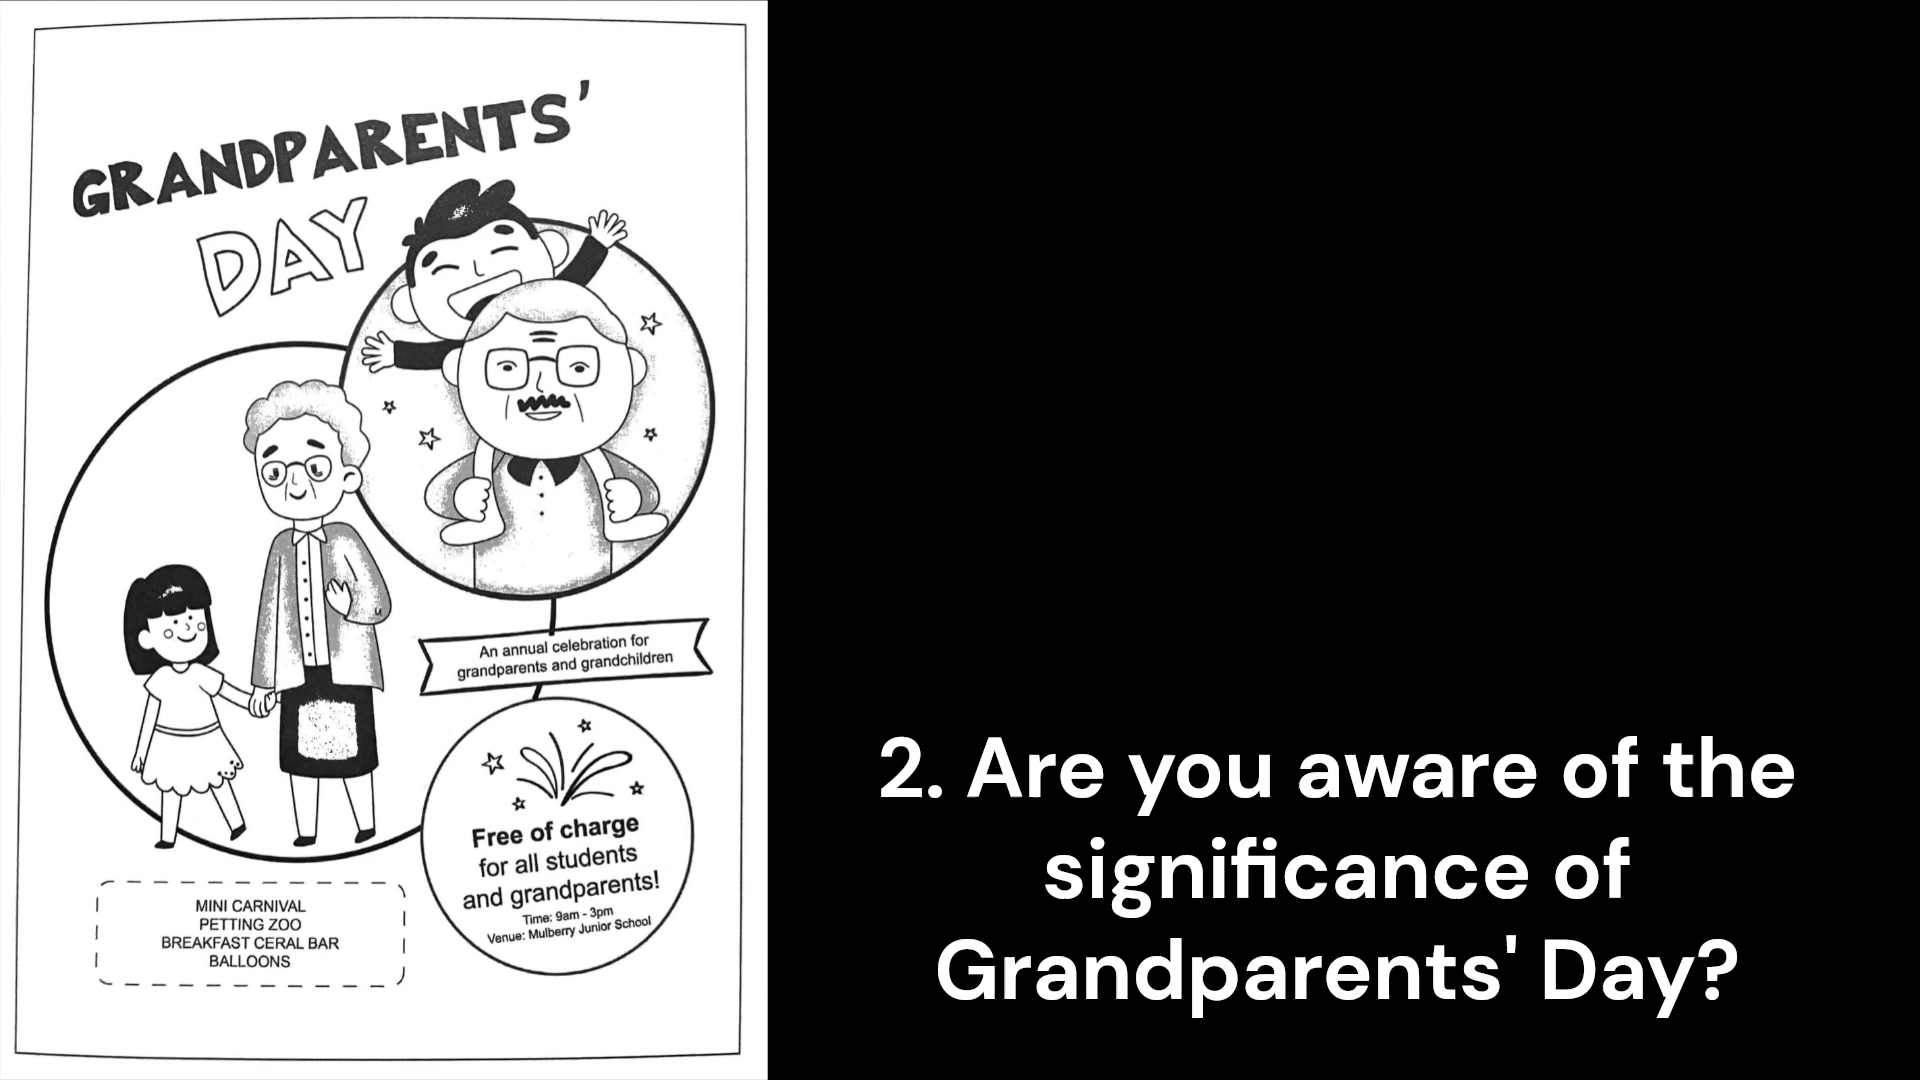 GRANDPARENTS'
DAY
An annual celebration for
grandparents and grandchildren
Free of charge
for all students
and grandparents!
Time: 9am - 3pm
Venue: Mulberry Junior School
MINI CARNIVAL
PETTING ZOO
BREAKFAST CERAL BAR
BALLOONS
2. Are you aware of the
significance of
Grandparents' Day?